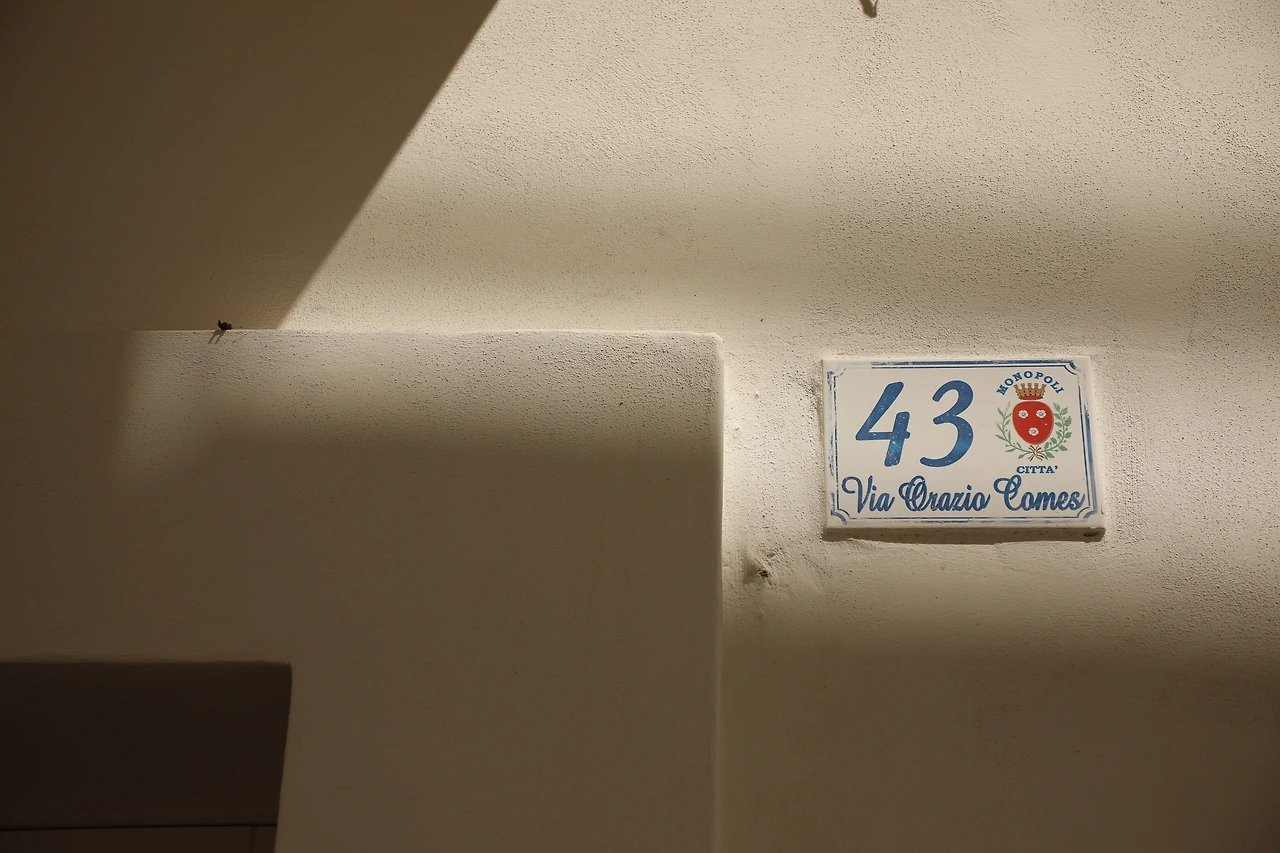 43
MONOPOLI
CITTA'
Via Orazio Comes